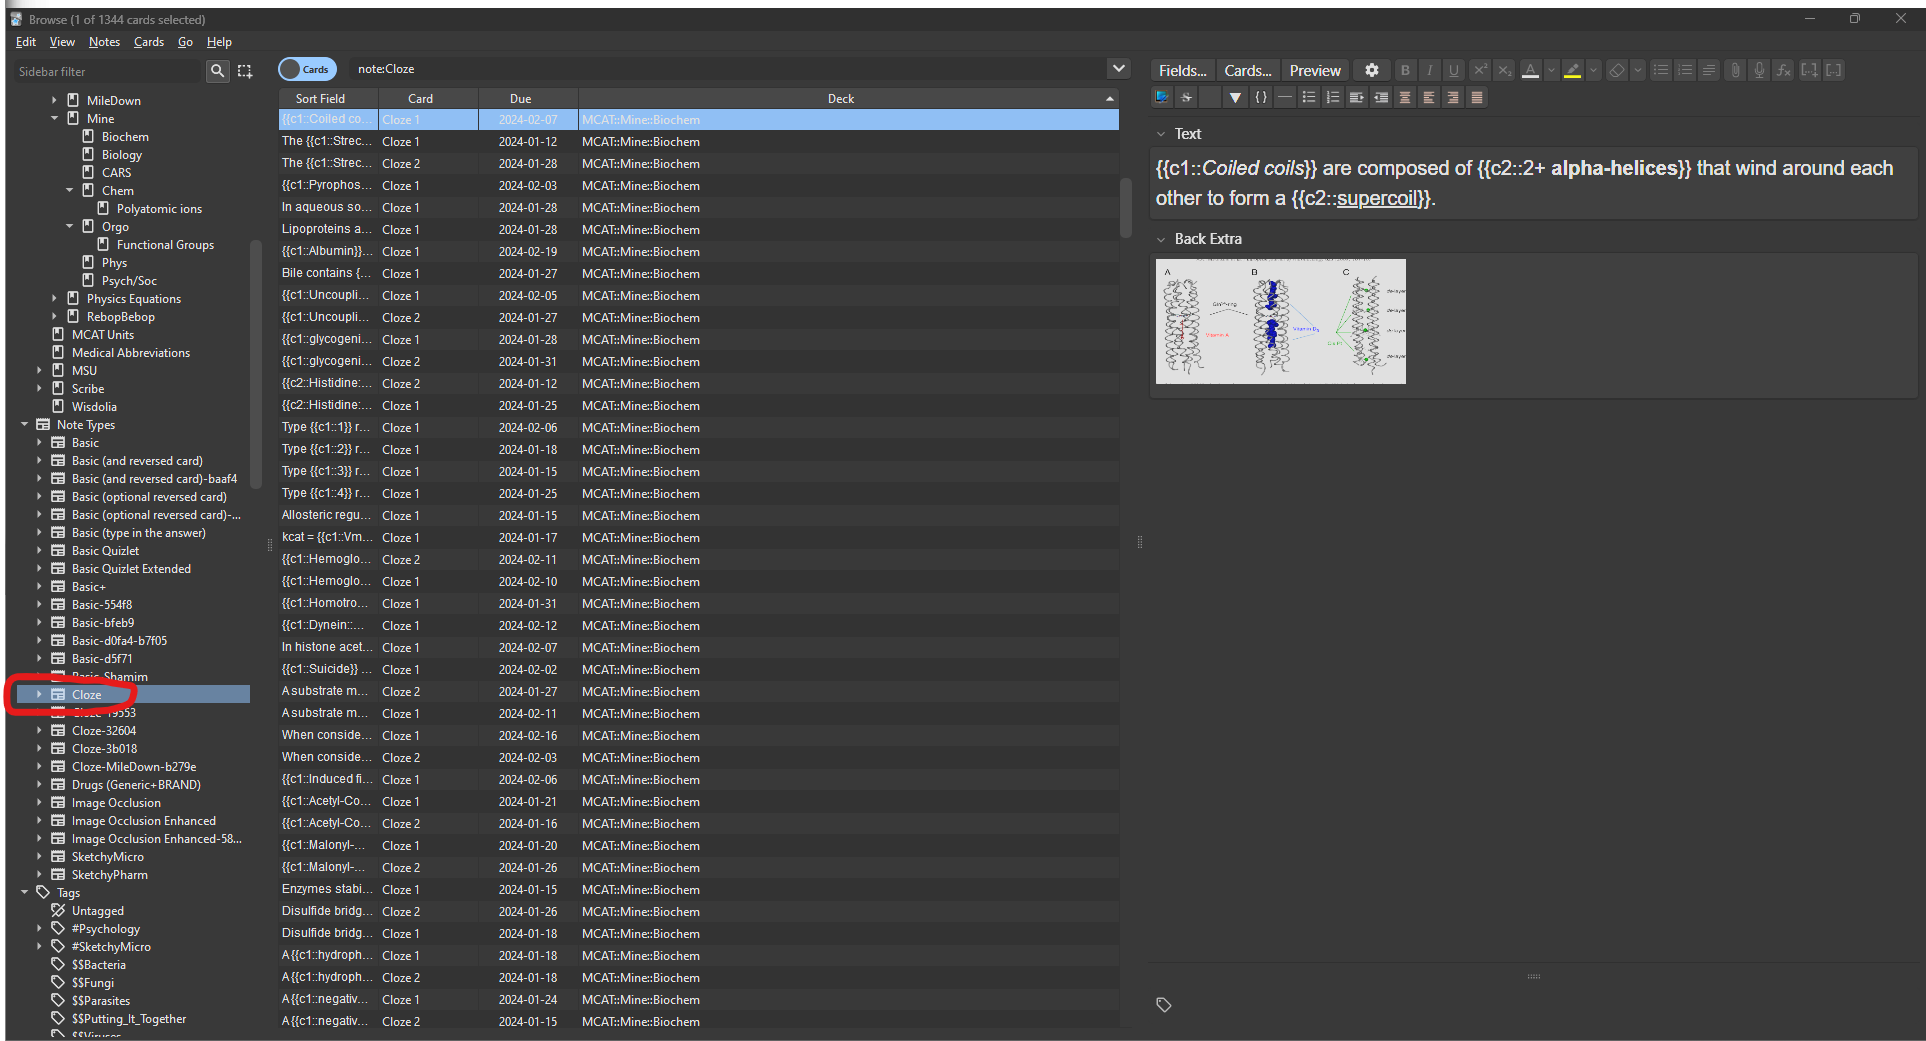 Browse (1 of 1344 cards selected)
Edit View Notes Cards Go Help
Sidebar filter
MileDown
Mine
Biochem
Biology
CARS
Chem
Polyatomic ions
Orgo
Functional Groups
Phys
Psych/Soc
Physics Equations
RebopBebop
MCAT Units
Medical Abbreviations
MSU
Scribe
Wisdolia
Note Types
Basic
Basic (and reversed card)
Basic (and reversed card)-baaf4
Basic (optional reversed card)
Basic (optional reversed card)-...
Basic (type in the answer)
Basic Quizlet
Basic Quizlet Extended
Basic+
Basic-554f8
Basic-bfeb9
Basic-d0fa4-b7f05
Basic-d5f71
Basic-Shamim
Cloze
Cloze-19553
Cloze-32604
Cloze-3b018
Cloze-MileDown-b279e
Drugs (Generic+BRAND)
Image Occlusion
Image Occlusion Enhanced
Image Occlusion Enhanced-58...
SketchyMicro
SketchyPharm
Tags
Untagged
#Psychology
#SketchyMicro
$$Bacteria
$$Fungi
$$Parasites
$$Putting_It_Together
$$Viruses
Cards note:Cloze
Sort Field Card Due Deck
{{c1::Coiled co... Cloze 1 2024-02-07 MCAT::Mine::Biochem
The {{c1::Strec... Cloze 1 2024-01-12 MCAT::Mine::Biochem
The {{c1::Strec... Cloze 2 2024-01-28 MCAT::Mine::Biochem
{{c1::Pyrophos... Cloze 1 2024-02-03 MCAT::Mine::Biochem
In aqueous so... Cloze 1 2024-01-28 MCAT::Mine::Biochem
Lipoproteins a... Cloze 1 2024-01-28 MCAT::Mine::Biochem
{{c1::Albumin}}... Cloze 1 2024-02-19 MCAT::Mine::Biochem
Bile contains {... Cloze 1 2024-01-27 MCAT::Mine::Biochem
{{c1::Uncoupli... Cloze 1 2024-02-05 MCAT::Mine::Biochem
{{c1::Uncoupli... Cloze 2 2024-01-27 MCAT::Mine::Biochem
{{c1::glycogeni... Cloze 1 2024-01-28 MCAT::Mine::Biochem
{{c1::glycogeni... Cloze 2 2024-01-31 MCAT::Mine::Biochem
{{c2::Histidine:... Cloze 2 2024-01-12 MCAT::Mine::Biochem
{{c2::Histidine:... Cloze 1 2024-01-25 MCAT::Mine::Biochem
Type {{c1::1}} r... Cloze 1 2024-02-06 MCAT::Mine::Biochem
Type {{c1::2}} r... Cloze 1 2024-01-18 MCAT::Mine::Biochem
Type {{c1::3}} r... Cloze 1 2024-01-15 MCAT::Mine::Biochem
Type {{c1::4}} r... Cloze 1 2024-01-25 MCAT::Mine::Biochem
Allosteric regu... Cloze 1 2024-01-15 MCAT::Mine::Biochem
kcat = {{c1::Vm... Cloze 1 2024-01-17 MCAT::Mine::Biochem
{{c1::Hemoglo... Cloze 2 2024-02-11 MCAT::Mine::Biochem
{{c1::Hemoglo... Cloze 1 2024-02-10 MCAT::Mine::Biochem
{{c1::Homotro... Cloze 1 2024-01-31 MCAT::Mine::Biochem
{{c1::Dynein::... Cloze 1 2024-02-12 MCAT::Mine::Biochem
In histone acet... Cloze 1 2024-02-07 MCAT::Mine::Biochem
{{c1::Suicide}} ... Cloze 1 2024-02-02 MCAT::Mine::Biochem
A substrate m... Cloze 2 2024-01-27 MCAT::Mine::Biochem
A substrate m... Cloze 1 2024-02-11 MCAT::Mine::Biochem
When conside... Cloze 1 2024-02-16 MCAT::Mine::Biochem
When conside... Cloze 2 2024-02-03 MCAT::Mine::Biochem
{{c1::Induced fi... Cloze 1 2024-02-06 MCAT::Mine::Biochem
{{c1::Acetyl-Co... Cloze 1 2024-01-21 MCAT::Mine::Biochem
{{c1::Acetyl-Co... Cloze 2 2024-01-16 MCAT::Mine::Biochem
{{c1::Malonyl-... Cloze 1 2024-01-20 MCAT::Mine::Biochem
{{c1::Malonyl-... Cloze 2 2024-01-26 MCAT::Mine::Biochem
Enzymes stabi... Cloze 1 2024-01-15 MCAT::Mine::Biochem
Disulfide bridg... Cloze 2 2024-01-26 MCAT::Mine::Biochem
Disulfide bridg... Cloze 1 2024-01-18 MCAT::Mine::Biochem
A {{c1::hydroph... Cloze 1 2024-01-18 MCAT::Mine::Biochem
A {{c1::hydroph... Cloze 2 2024-01-18 MCAT::Mine::Biochem
A {{c1::negativ... Cloze 1 2024-01-24 MCAT::Mine::Biochem
A {{c1::negativ... Cloze 2 2024-01-15 MCAT::Mine::Biochem
Fields... Cards... Preview
Text
{{c1::Coiled coils}} are composed of {{c2::2+ alpha-helices}} that wind around each
other to form a {{c2::supercoil}}.
Back Extra
A B C
Vitamin A
Vitamin D₃
de-layer
de-layer
de-layer
de-layer